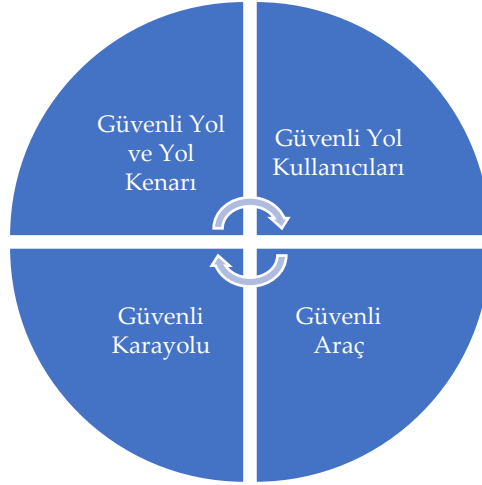 Güvenli Yol
ve Yol
Kenarı
Güvenli Yol
Kullanıcıları
Güvenli
Karayolu
Güvenli
Araç